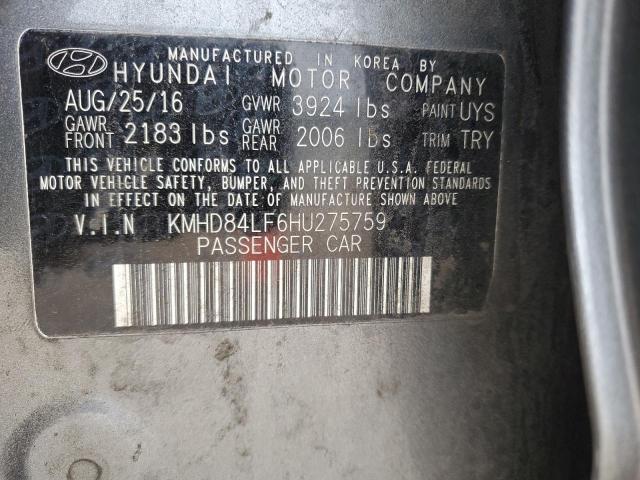 MANUFACTURED IN KOREA BY
HYUNDAI MOTOR COMPANY
AUG/25/16 GVWR 3924 lbs PAINT UYS
GAWR FRONT 2183 lbs GAWR REAR 2006 lbs TRIM TRY
THIS VEHICLE CONFORMS TO ALL APPLICABLE U.S.A. FEDERAL
MOTOR VEHICLE SAFETY, BUMPER, AND THEFT PREVENTION STANDARDS
IN EFFECT ON THE DATE OF MANUFACTURE SHOWN ABOVE.
V.I.N KMHD84LF6HU275759
PASSENGER CAR